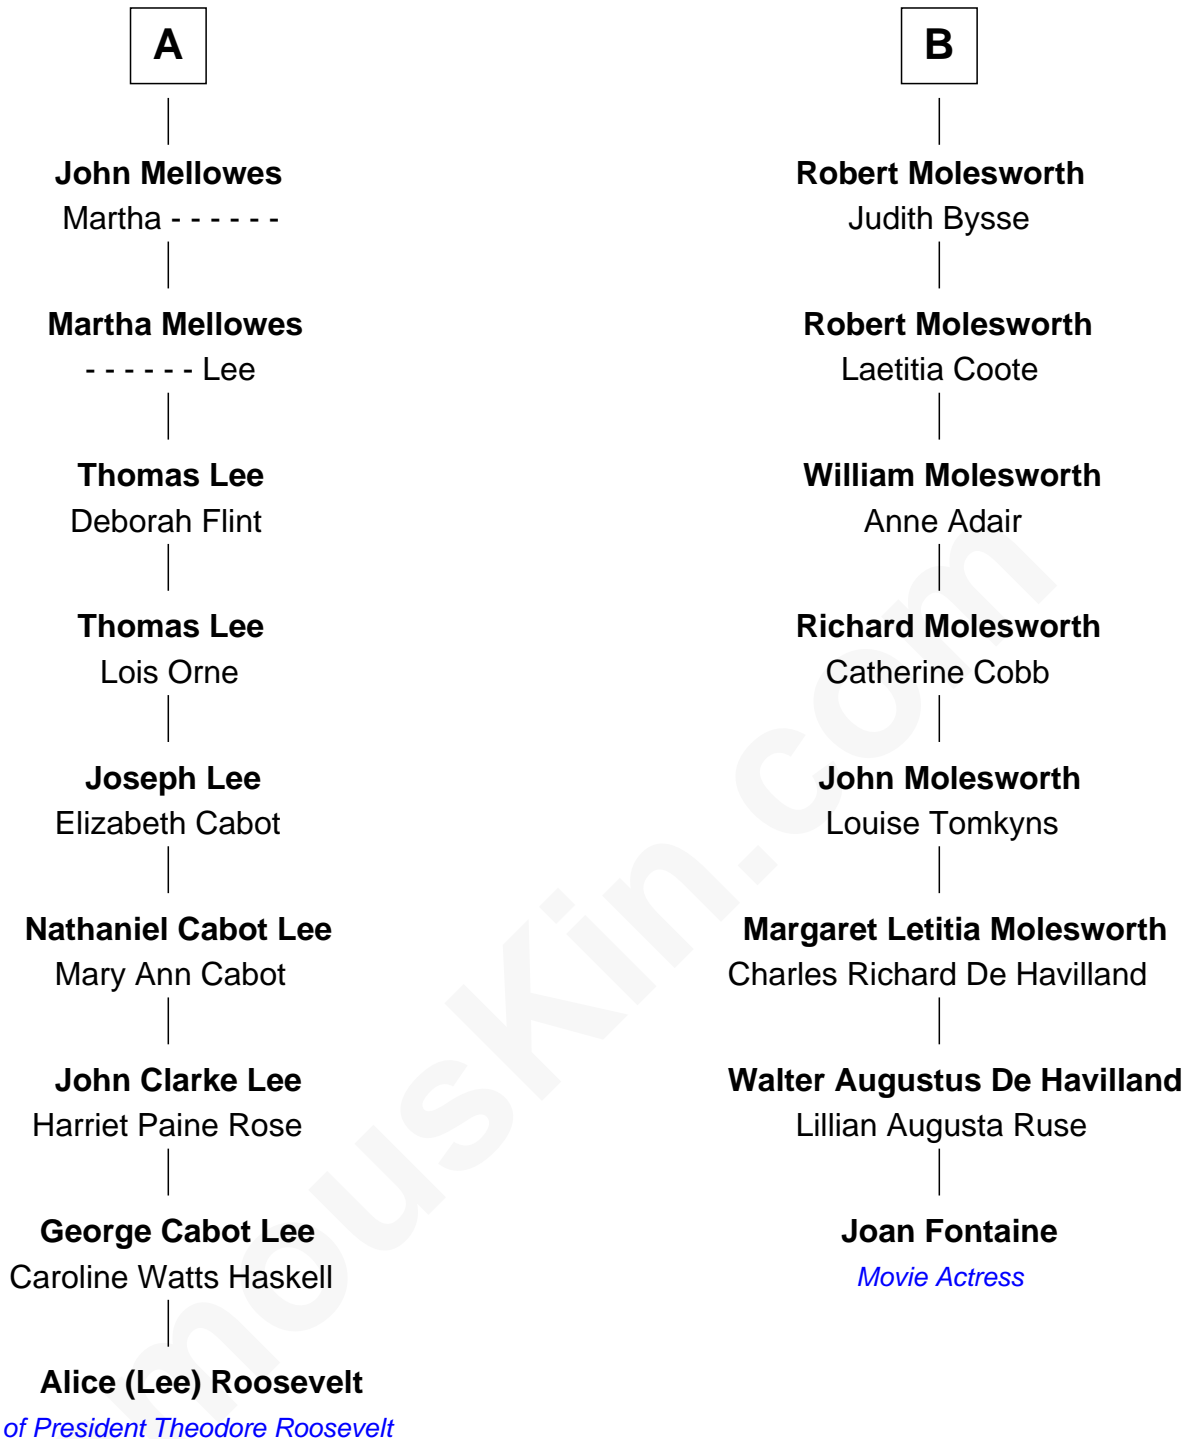 A
John Mellowes
Martha - - - - - -
Martha Mellowes
- - - - - - Lee
Thomas Lee
Deborah Flint
Thomas Lee
Lois Orne
Joseph Lee
Elizabeth Cabot
Nathaniel Cabot Lee
Mary Ann Cabot
John Clarke Lee
Harriet Paine Rose
George Cabot Lee
Caroline Watts Haskell
Alice (Lee) Roosevelt
of President Theodore Roosevelt
B
Robert Molesworth
Judith Bysse
Robert Molesworth
Laetitia Coote
William Molesworth
Anne Adair
Richard Molesworth
Catherine Cobb
John Molesworth
Louise Tomkyns
Margaret Letitia Molesworth
Charles Richard De Havilland
Walter Augustus De Havilland
Lillian Augusta Ruse
Joan Fontaine
Movie Actress
mousKin.com